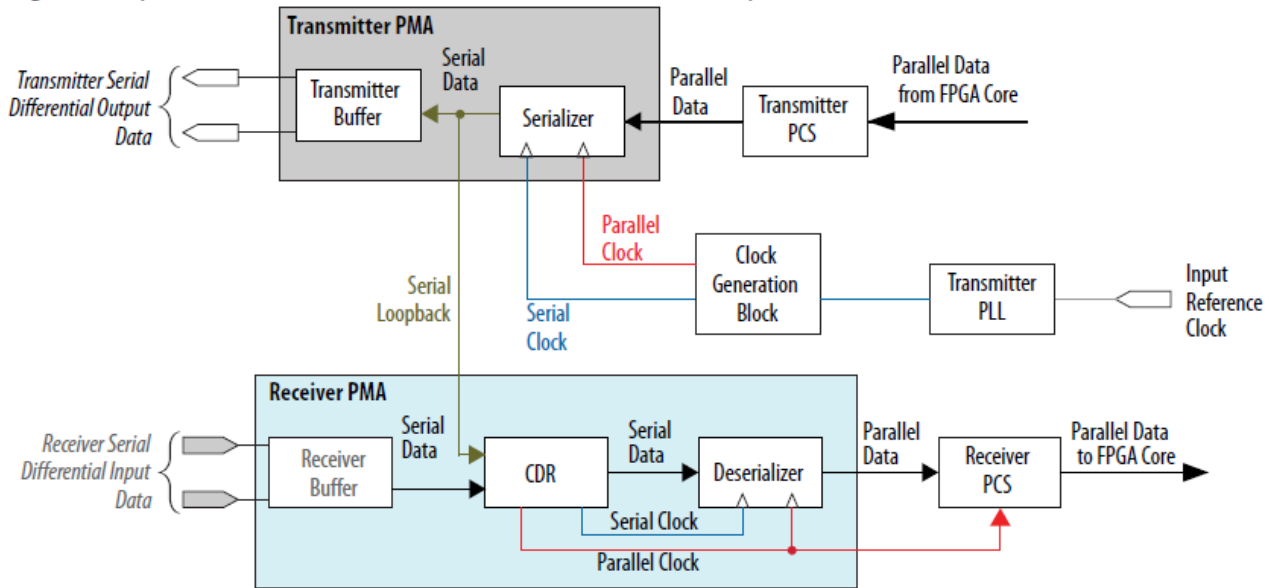 Transmitter PMA
Transmitter Serial
Differential Output
Data
Transmitter
Buffer
Serial
Data
Serializer
Parallel
Data
Transmitter
PCS
Parallel Data
from FPGA Core
Parallel
Clock
Serial
Loopback
Serial
Clock
Clock
Generation
Block
Transmitter
PLL
Input
Reference
Clock
Receiver PMA
Receiver Serial
Differential Input
Data
Receiver
Buffer
Serial
Data
CDR
Serial
Data
Deserializer
Parallel
Data
Receiver
PCS
Parallel Data
to FPGA Core
Serial Clock
Parallel Clock